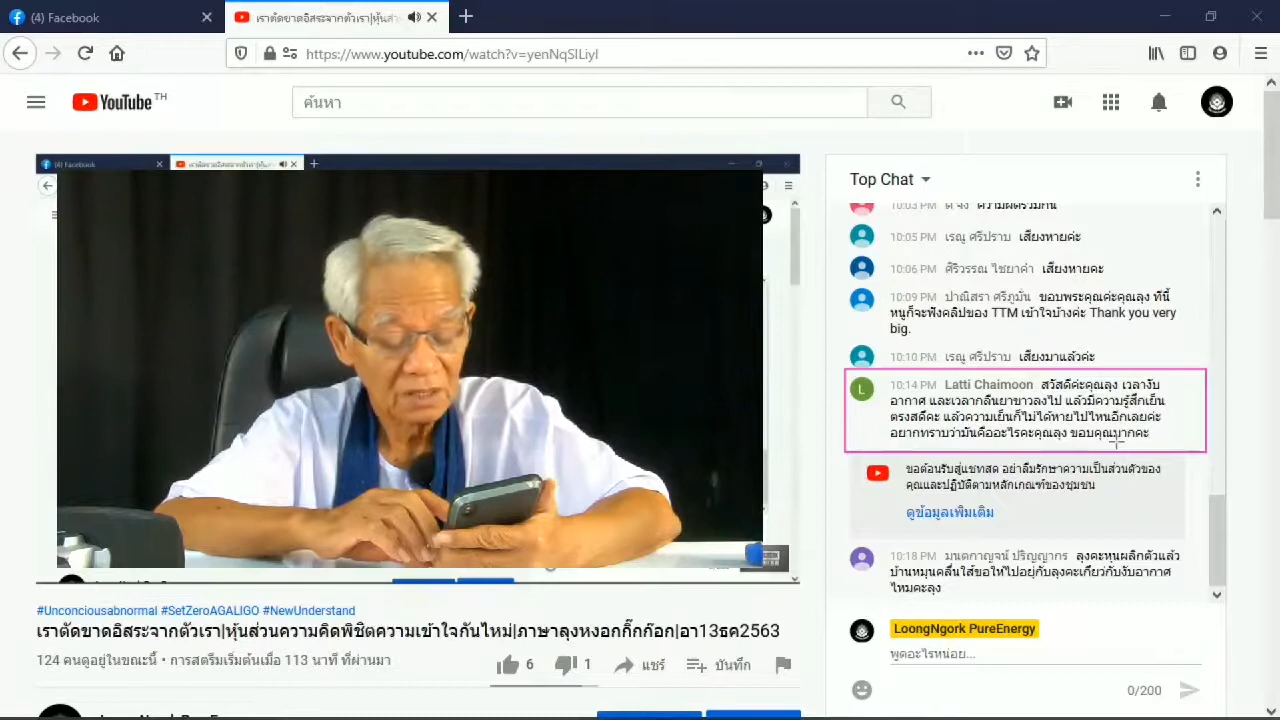 (4) Facebook
เราตัดขาดอิสระจากตัวเรา|หุ้นส่ว
https://www.youtube.com/watch?v=yenNqSlLiyI
YouTube TH
ค้นหา
(4) Facebook
Top Chat
10:03 PM ความผิดร่วมกัน
10:05 PM เรณู ศรีปราบ เสียงหายค่ะ
10:06 PM ศิริวรรณ ไชยาคำ เสียงหายคะ
10:09 PM ปาณิสรา ศรีภูมั่น ขอบพระคุณค่ะคุณลุง ทีนี้
หนูก็จะฟังคลิปของ TTM เข้าใจบ้างค่ะ Thank you very
big.
10:10 PM เรณู ศรีปราบ เสียงมาแล้วค่ะ
10:14 PM Latti Chaimoon สวัสดีค่ะคุณลุง เวลางับ
อากาศ และเวลากลืนยาขาวลงไป แล้วมีความรู้สึกเย็น
ตรงสดีคะ แล้วความเย็นก็ไม่ได้หายไปไหนอีกเลยค่ะ
อยากทราบว่ามันคืออะไรคะคุณลุง ขอบคุณมากคะ
ขอต้อนรับสู่แชทสด อย่าลืมรักษาความเป็นส่วนตัวของ
คุณและปฏิบัติตามหลักเกณฑ์ของชุมชน
ดูข้อมูลเพิ่มเติม
10:18 PM มนตกาญจน์ ปริญญากร ลุงคะหนูผลิกตัวแล้ว
บ้านหมุนคลื่นใส้ขอให้ไปอยู่กับลุงคะเกี่ยว่กับงับอากาศ
ไหมคะลุง
LoongNgork PureEnergy
พูดอะไรหน่อย...
0/200
#Unconciousabnormal #SetZeroAGALIGO #NewUnderstand
เราตัดขาดอิสระจากตัวเรา|หุ้นส่วนความคิดพิชิตความเข้าใจกันไหม่|ภาษาลุงหงอกกิ๊กก๊อก|อา13ธค2563
124 คนดูอยู่ในขณะนี้ • การสตรีมเริ่มต้นเมื่อ 113 นาที ที่ผ่านมา
6 1 แชร์ บันทึก